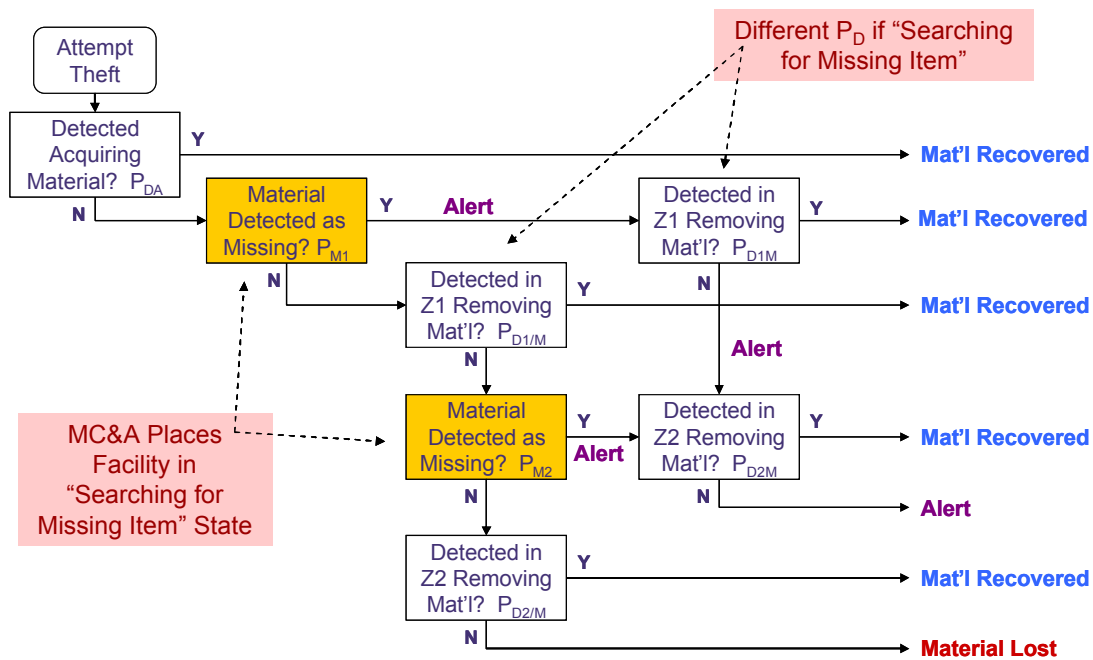 Attempt
Theft
Different P_D if “Searching
for Missing Item”
Detected
Acquiring
Material? P_DA
Y
Mat’l Recovered
N
Material
Detected as
Missing? P_M1
Y
Alert
Detected in
Z1 Removing
Mat’l? P_D1M
Y
Mat’l Recovered
N
N
Detected in
Z1 Removing
Mat’l? P_D1/M
Y
Mat’l Recovered
N
Alert
MC&A Places
Facility in
“Searching for
Missing Item” State
Material
Detected as
Missing? P_M2
Y
Alert
Detected in
Z2 Removing
Mat’l? P_D2M
Y
Mat’l Recovered
N
N
Alert
Detected in
Z2 Removing
Mat’l? P_D2/M
Y
Mat’l Recovered
N
Material Lost